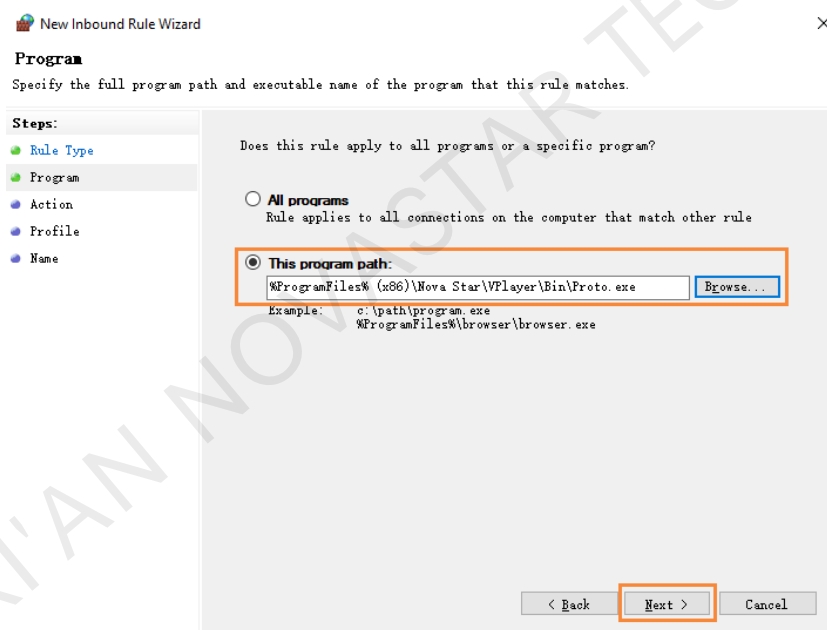 New Inbound Rule Wizard
Program
Specify the full program path and executable name of the program that this rule matches.
Steps:
Rule Type
Program
Action
Profile
Name
Does this rule apply to all programs or a specific program?
All programs
Rule applies to all connections on the computer that match other rule
This program path:
%ProgramFiles% (x86)\Nova Star\VPlayer\Bin\Proto.exe
Browse...
Example: c:\path\program.exe
%ProgramFiles%\browser\browser.exe
< Back
Next >
Cancel
XI'AN NOVASTAR TEC